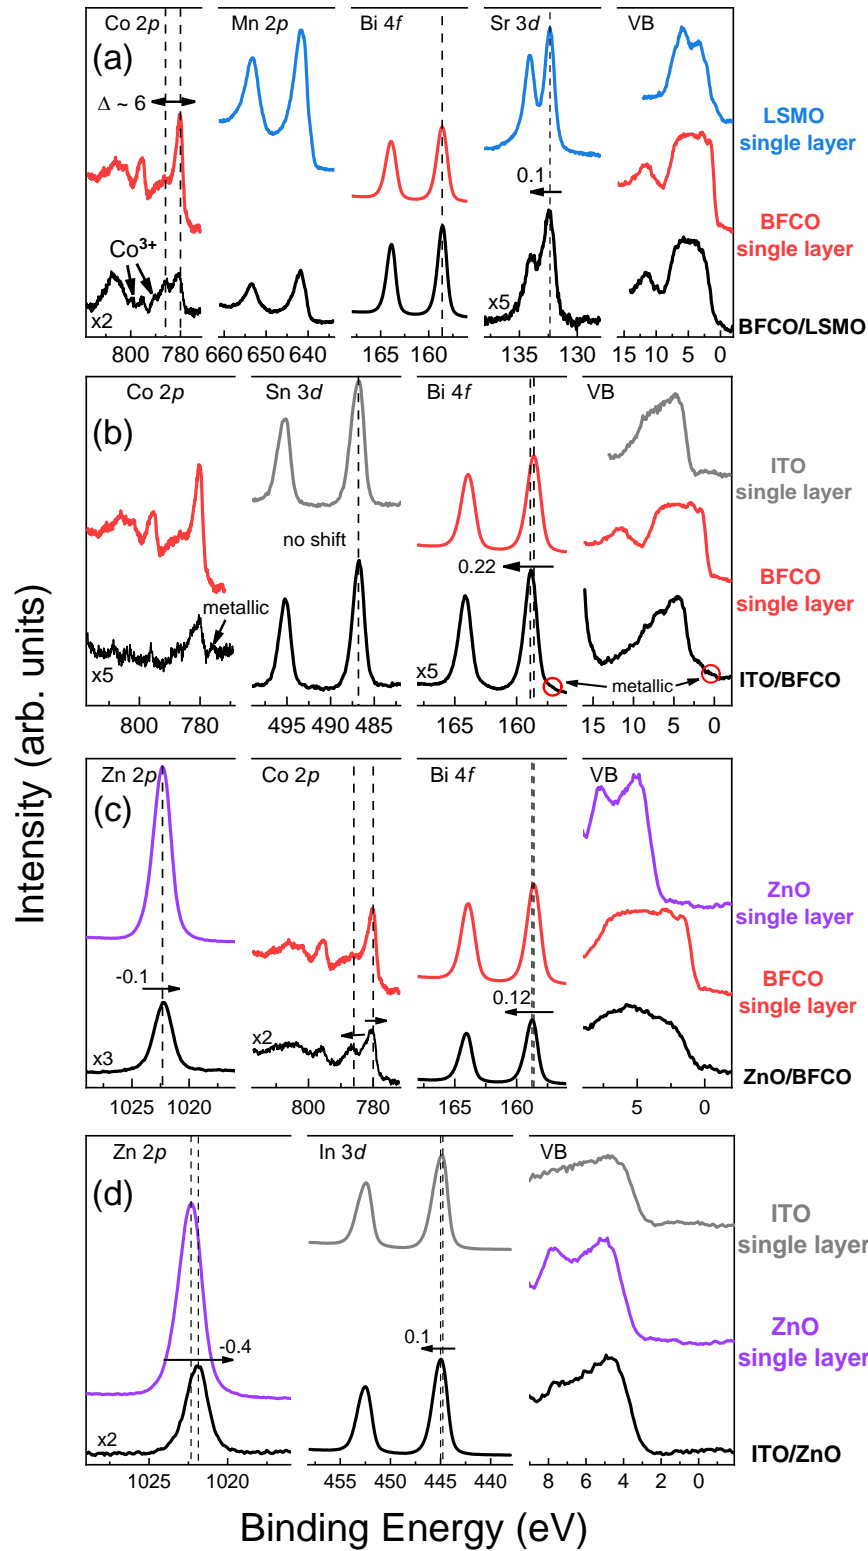 Intensity (arb. units)
(a)
Co 2p
Mn 2p
Bi 4f
Sr 3d
VB
Δ ~ 6
Co3+
x2
0.1
x5
LSMO
single layer
BFCO
single layer
BFCO/LSMO
800 780
660 650 640
165 159
135 130
15 10 5 0
(b)
Co 2p
Sn 3d
Bi 4f
VB
metallic
x5
no shift
0.22
x5
metallic
ITO
single layer
BFCO
single layer
ITO/BFCO
800 780
495 490 485
165 159
15 10 5 0
(c)
Zn 2p
Co 2p
Bi 4f
VB
-0.1
x3
x2
0.12
ZnO
single layer
BFCO
single layer
ZnO/BFCO
1025 1020
800 780
165 159
5 0
(d)
Zn 2p
In 3d
VB
-0.4
x2
0.1
ITO
single layer
ZnO
single layer
ITO/ZnO
1025 1020
455 450 445 440
8 6 4 2 0
Binding Energy (eV)